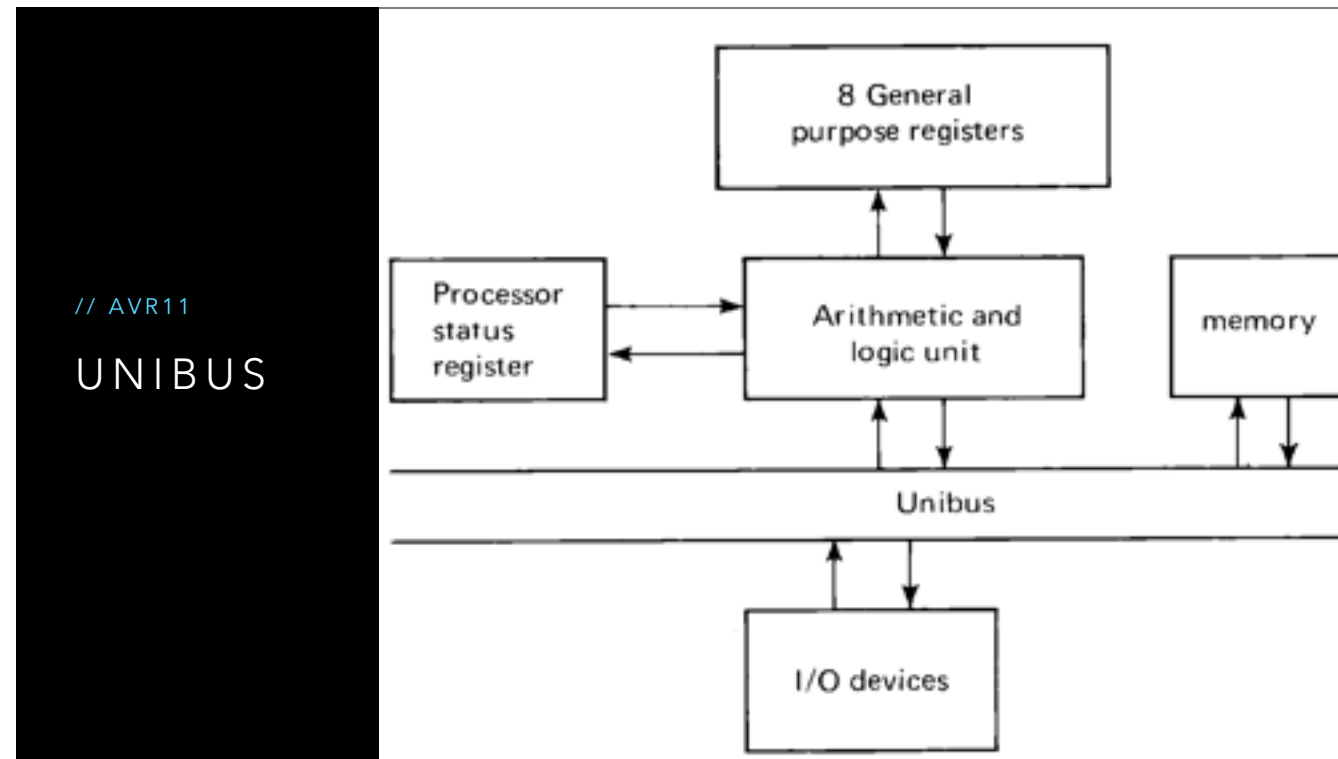 // AVR11
UNIBUS
8 General
purpose registers
Processor
status
register
Arithmetic and
logic unit
memory
Unibus
I/O devices